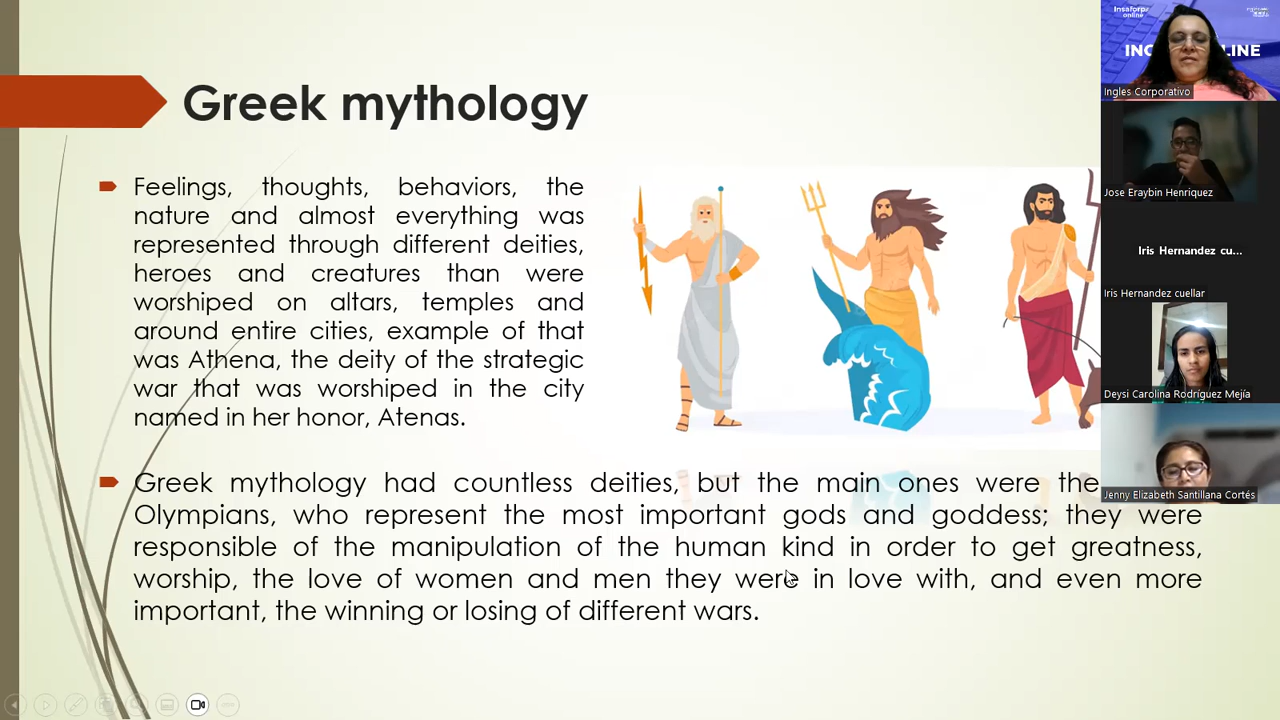 Greek mythology
Feelings, thoughts, behaviors, the
nature and almost everything was
represented through different deities,
heroes and creatures than were
worshiped on altars, temples and
around entire cities, example of that
was Athena, the deity of the strategic
war that was worshiped in the city
named in her honor, Atenas.
Greek mythology had countless deities, but the main ones were the
Olympians, who represent the most important gods and goddess; they were
responsible of the manipulation of the human kind in order to get greatness,
worship, the love of women and men they were in love with, and even more
important, the winning or losing of different wars.
Insaforp
online
LINE
Ingles Corporativo
Jose Eraybin Henriquez
Iris Hernandez cu...
Iris Hernandez cuellar
Deysi Carolina Rodríguez Mejía
Jenny Elizabeth Santillana Cortés